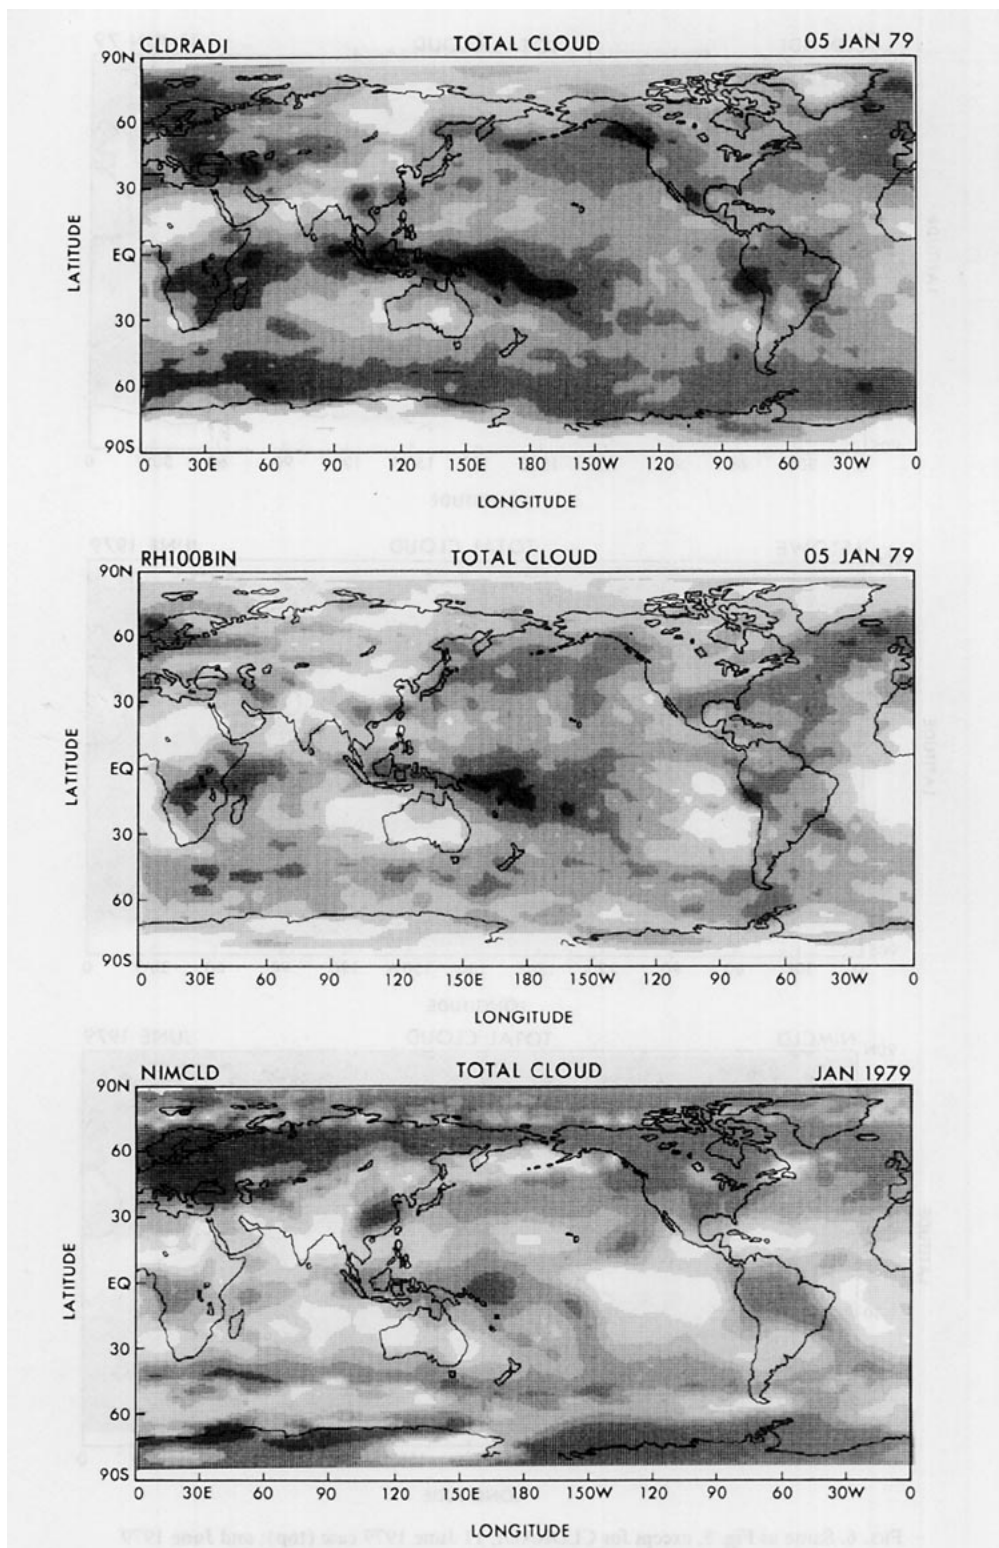 CLDRADI TOTAL CLOUD 05 JAN 79
90N
60
30
EQ
30
60
90S
LATITUDE
0 30E 60 90 120 150E 180 150W 120 90 60 30W 0
LONGITUDE
RH100BIN TOTAL CLOUD 05 JAN 79
90N
60
30
EQ
30
60
90S
LATITUDE
0 30E 60 90 120 150E 180 150W 120 90 60 30W 0
LONGITUDE
NIMCLD TOTAL CLOUD JAN 1979
90N
60
30
EQ
30
60
90S
LATITUDE
0 30E 60 90 120 150E 180 150W 120 90 60 30W 0
LONGITUDE